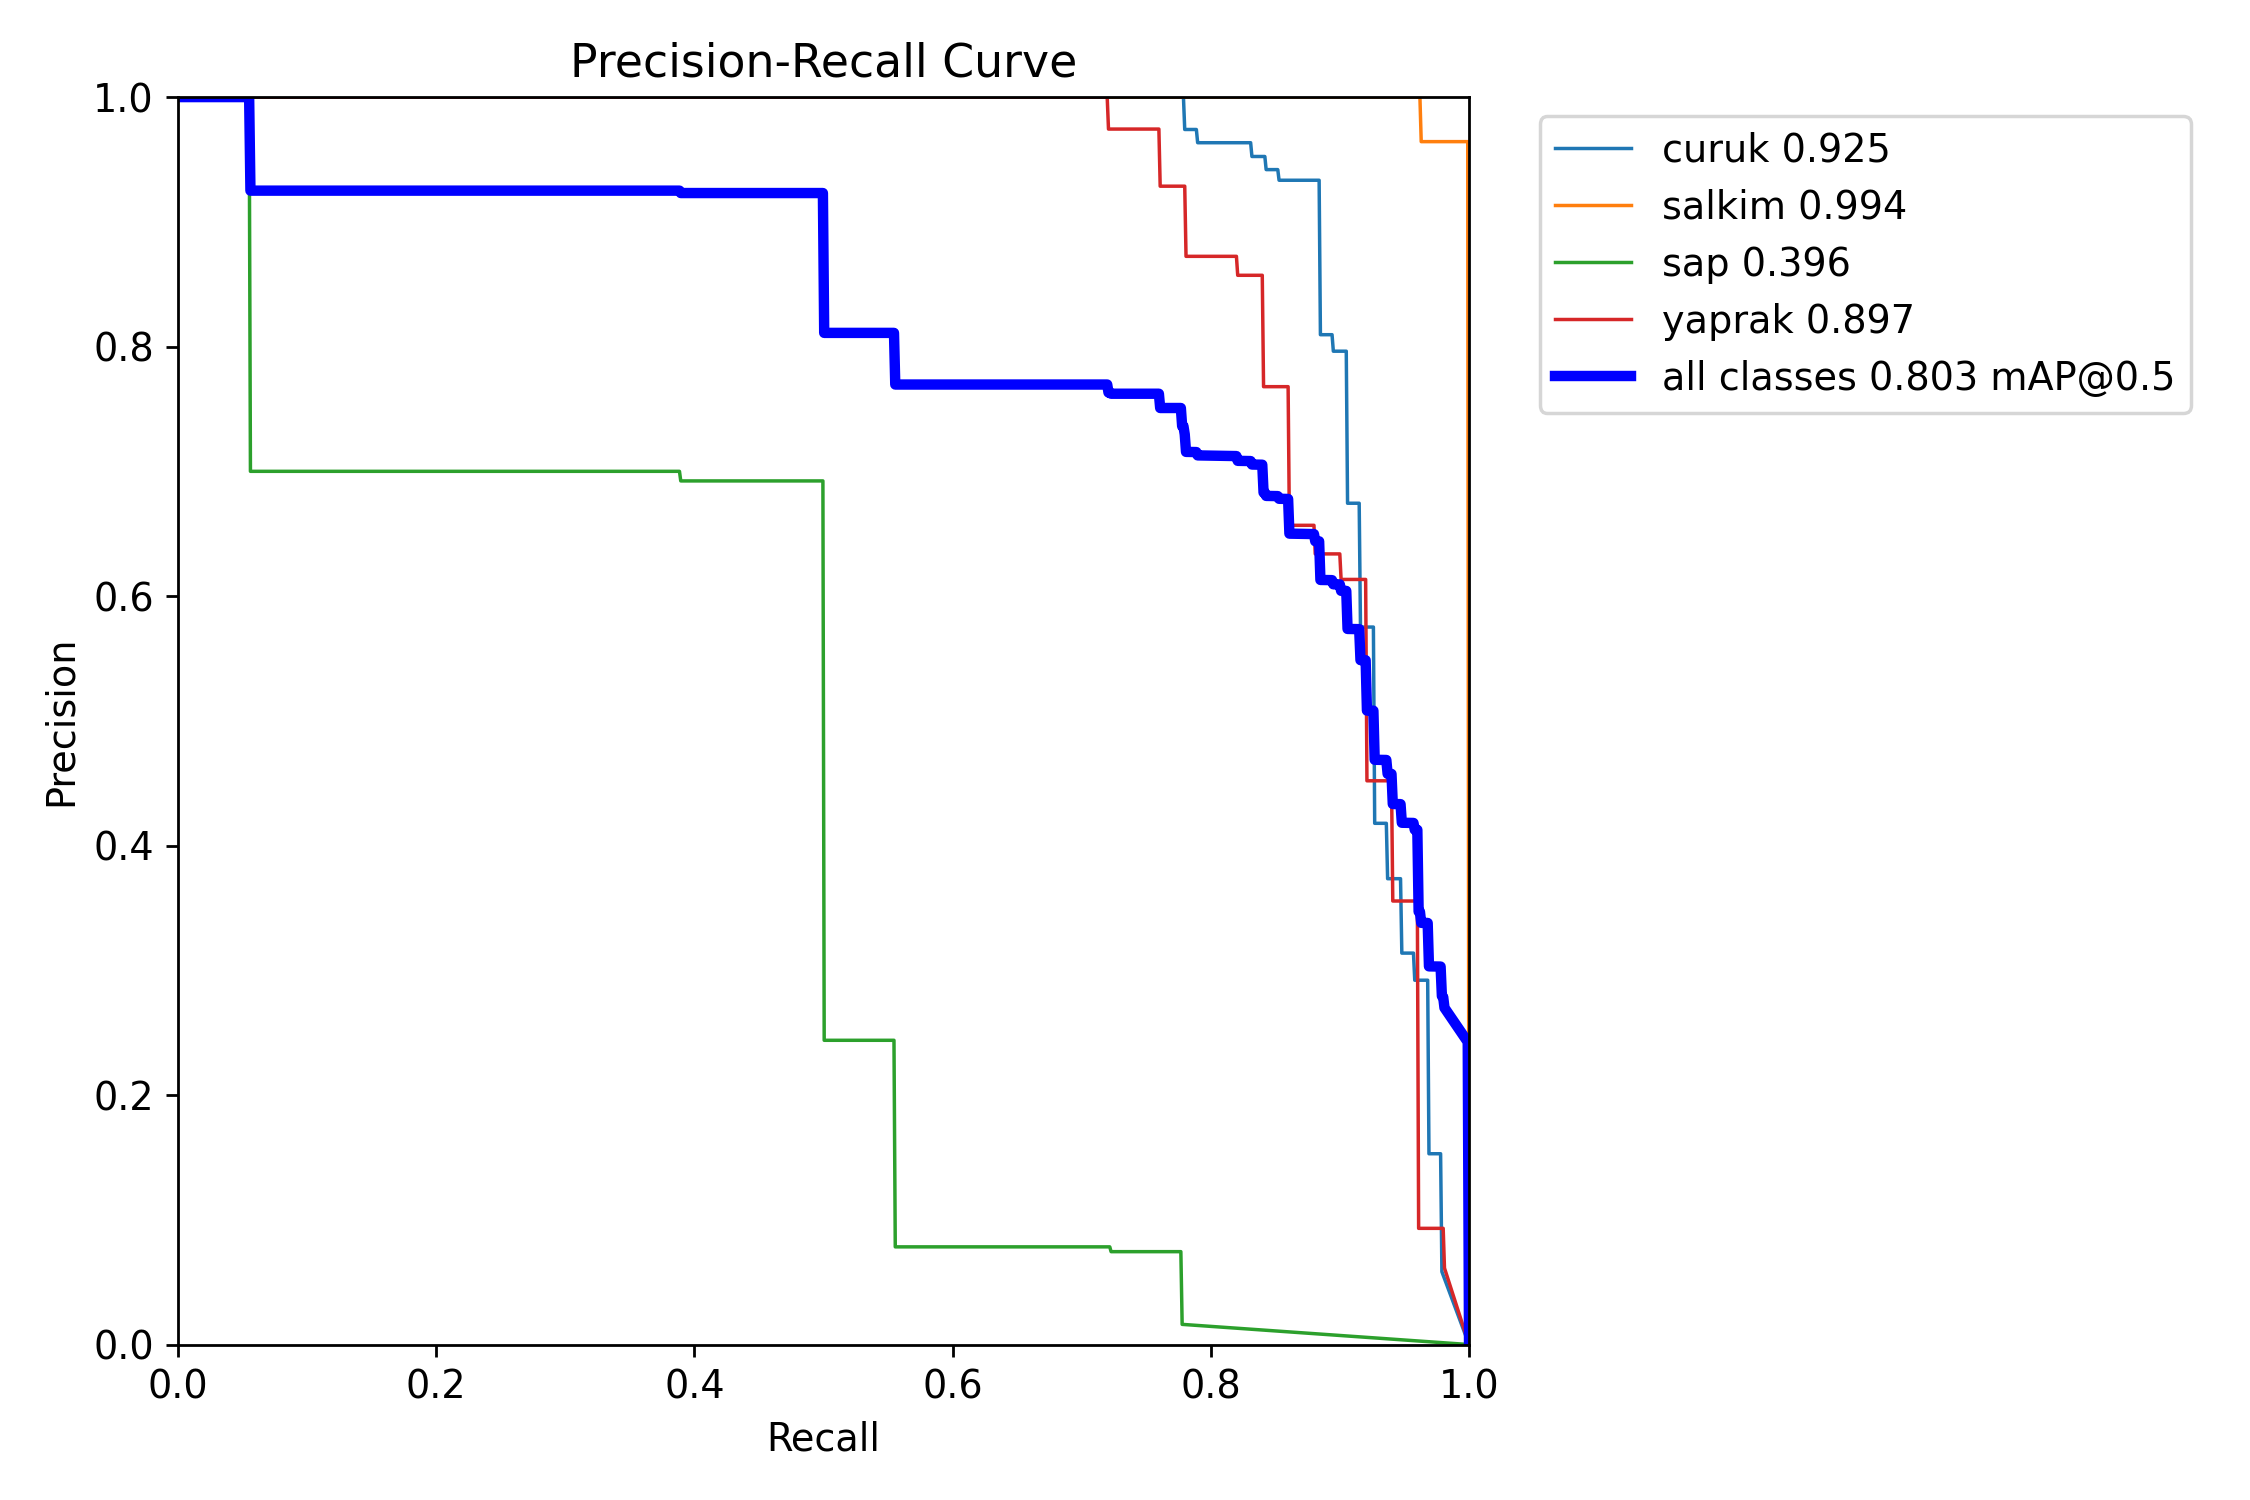 Precision-Recall Curve
1.0
0.8
0.6
0.4
0.2
0.0
Precision
0.0 0.2 0.4 0.6 0.8 1.0
Recall
curuk 0.925
salkim 0.994
sap 0.396
yaprak 0.897
all classes 0.803 mAP@0.5